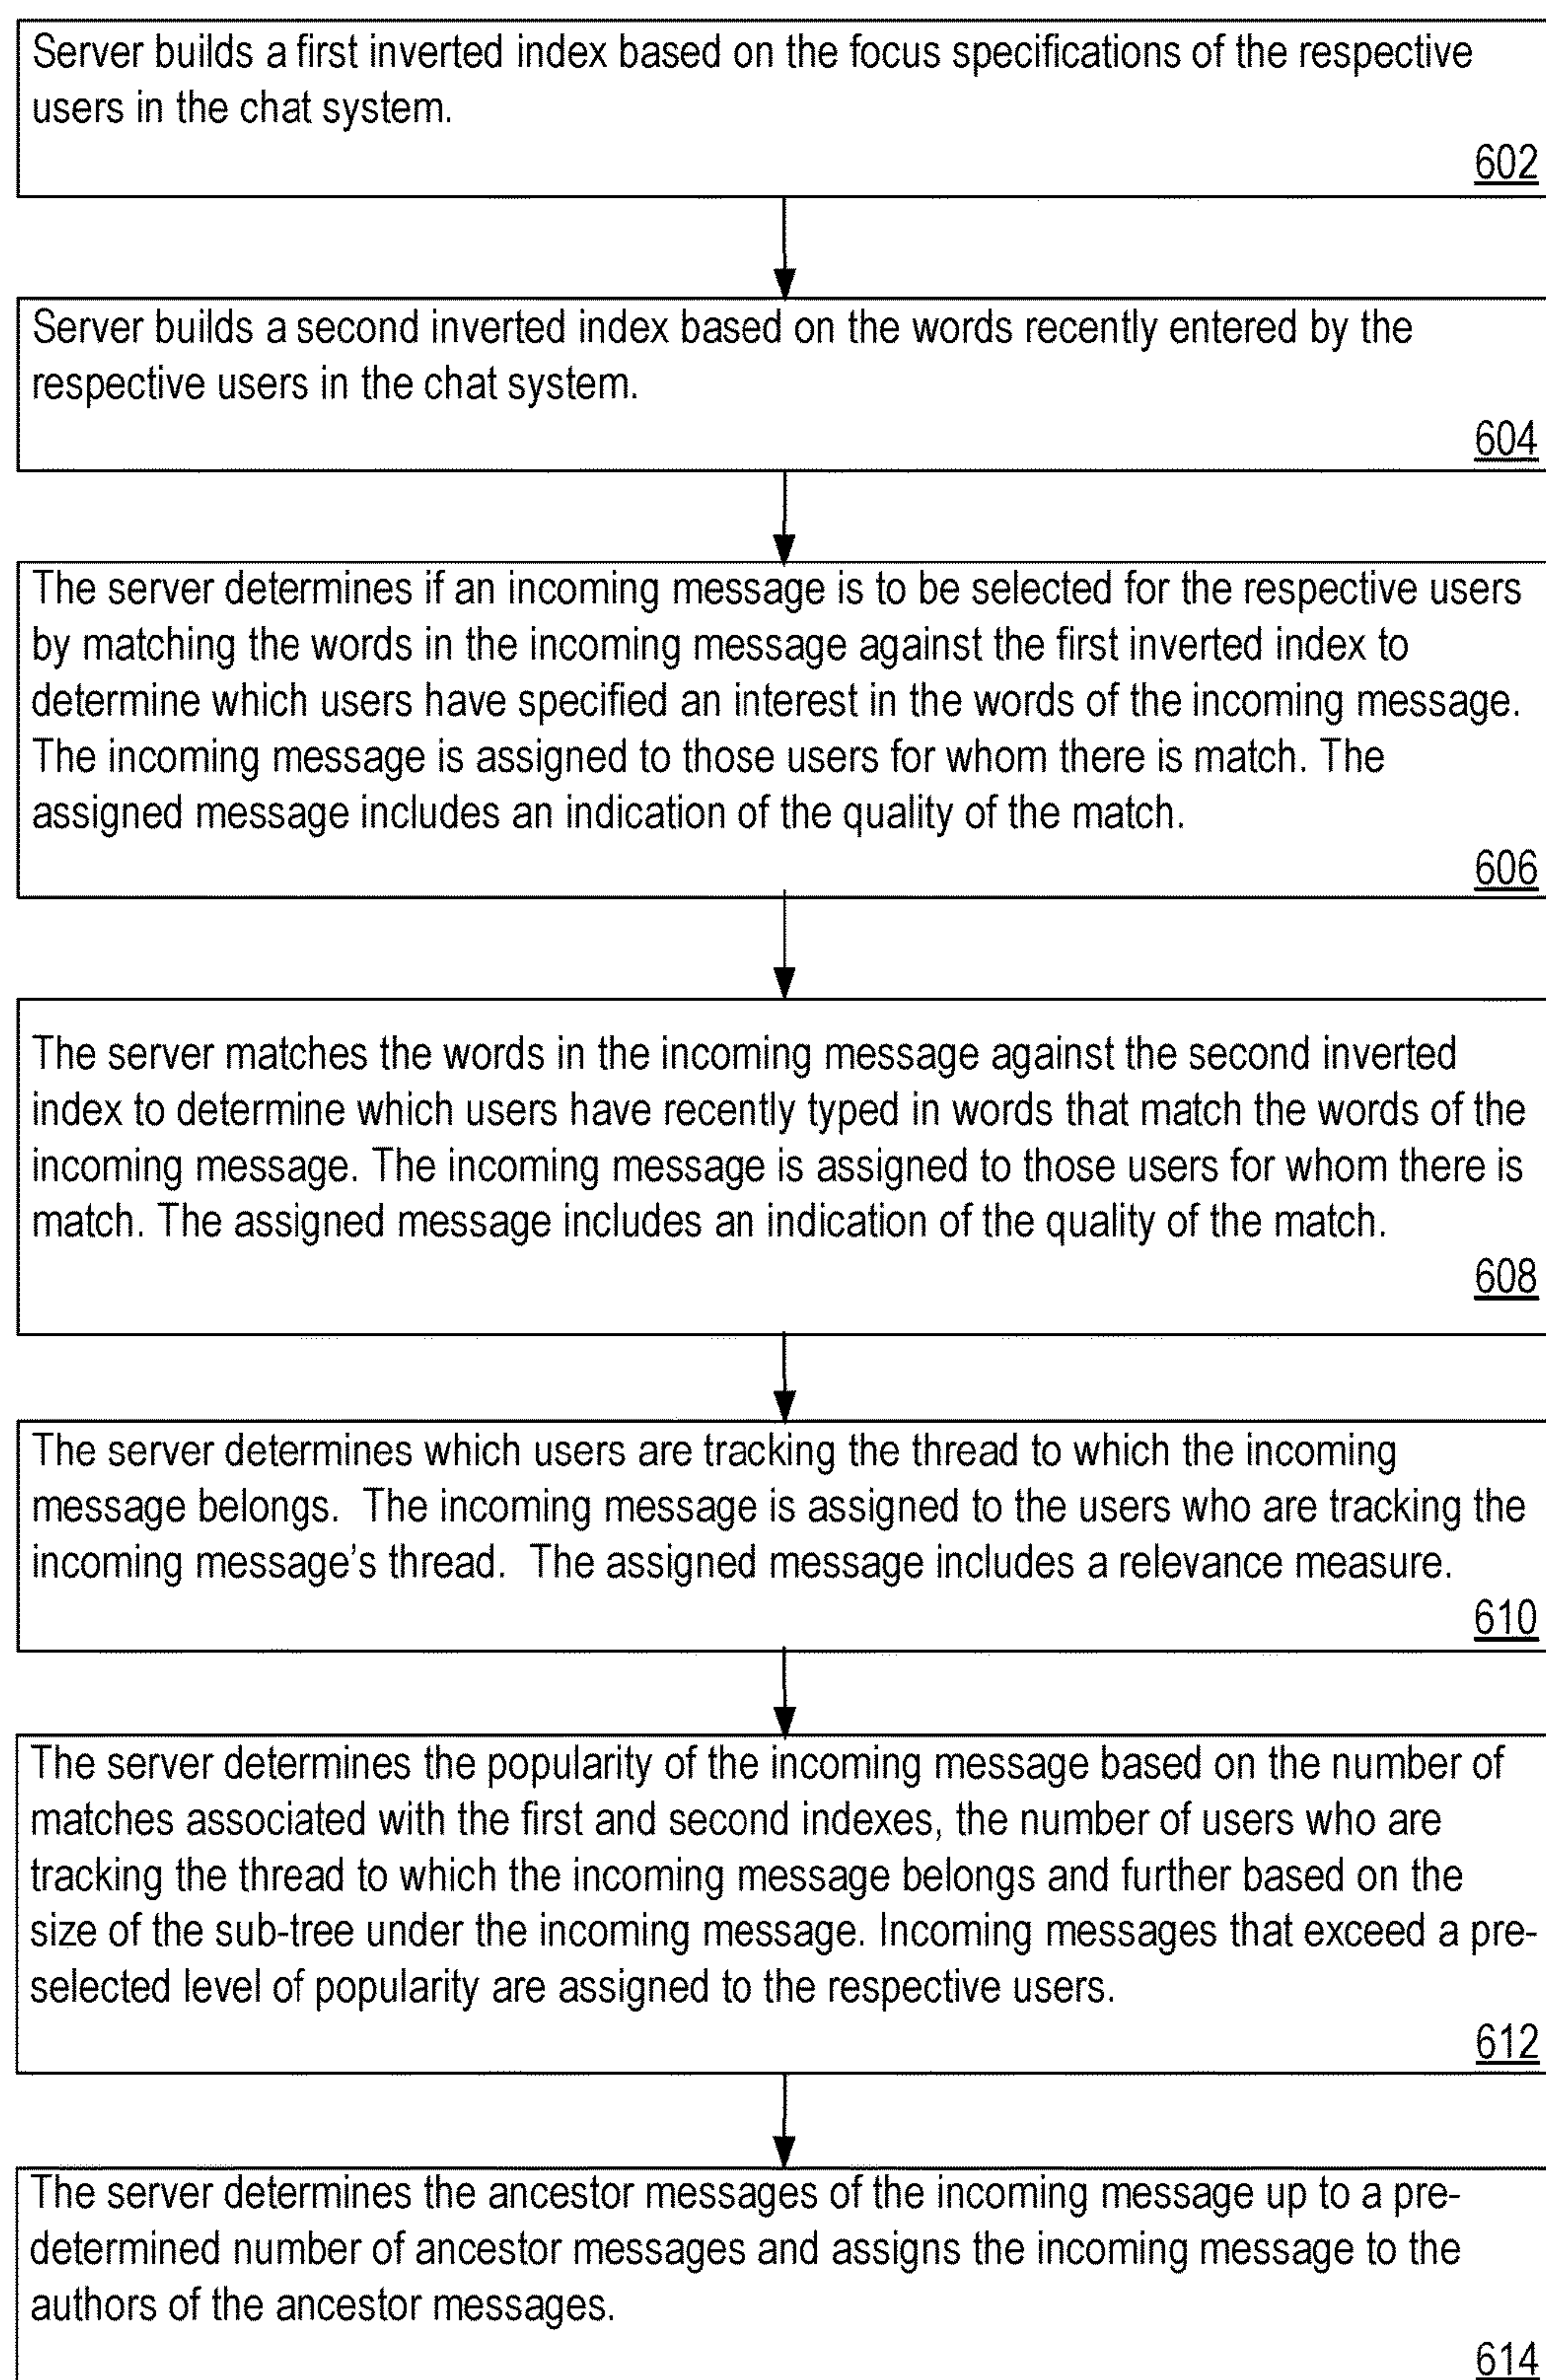 Server builds a first inverted index based on the focus specifications of the respective
users in the chat system.
602
Server builds a second inverted index based on the words recently entered by the
respective users in the chat system.
604
The server determines if an incoming message is to be selected for the respective users
by matching the words in the incoming message against the first inverted index to
determine which users have specified an interest in the words of the incoming message.
The incoming message is assigned to those users for whom there is match. The
assigned message includes an indication of the quality of the match.
606
The server matches the words in the incoming message against the second inverted
index to determine which users have recently typed in words that match the words of the
incoming message. The incoming message is assigned to those users for whom there is
match. The assigned message includes an indication of the quality of the match.
608
The server determines which users are tracking the thread to which the incoming
message belongs.  The incoming message is assigned to the users who are tracking the
incoming message’s thread.  The assigned message includes a relevance measure.
610
The server determines the popularity of the incoming message based on the number of
matches associated with the first and second indexes, the number of users who are
tracking the thread to which the incoming message belongs and further based on the
size of the sub-tree under the incoming message. Incoming messages that exceed a pre-
selected level of popularity are assigned to the respective users.
612
The server determines the ancestor messages of the incoming message up to a pre-
determined number of ancestor messages and assigns the incoming message to the
authors of the ancestor messages.
614